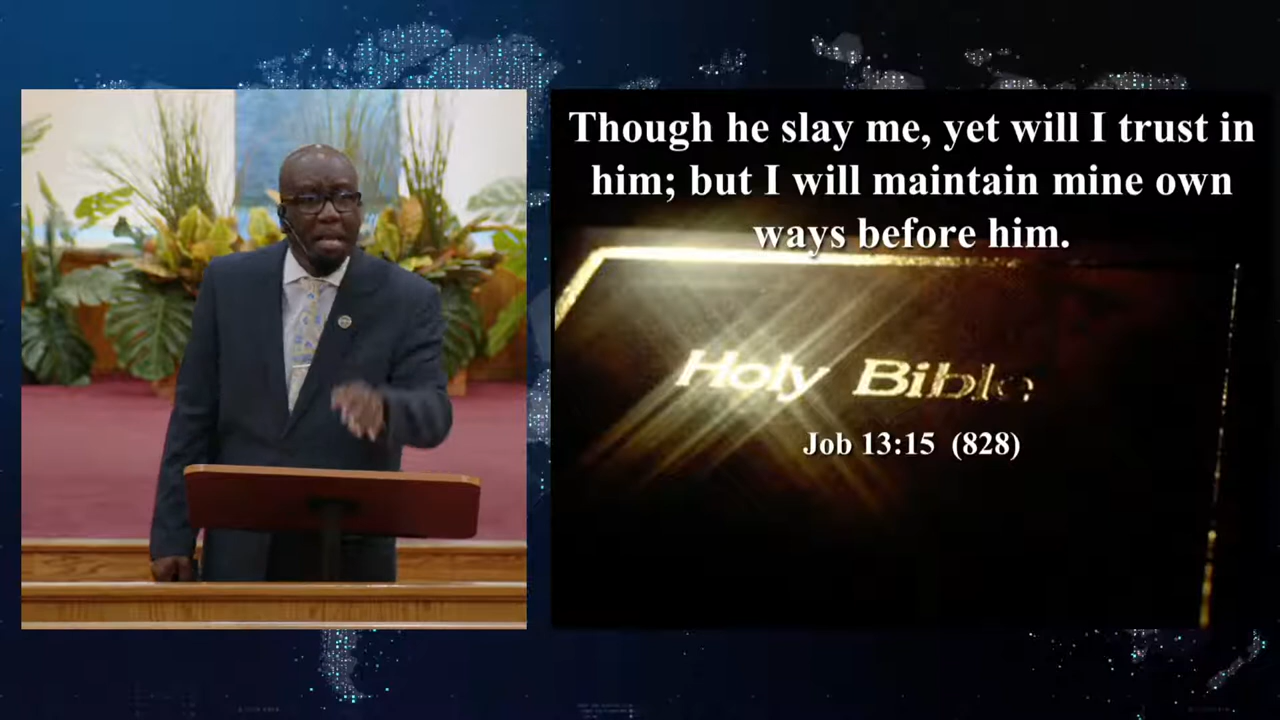 Though he slay me, yet will I trust in
him; but I will maintain mine own
ways before him.
Holy Bible
Job 13:15 (828)